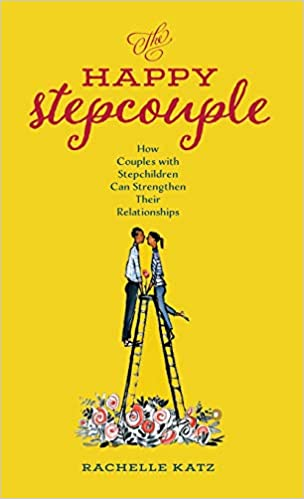 The
HAPPY
stepcouple
How
Couples with
Stepchildren
Can Strengthen
Their
Relationships
RACHELLE KATZ